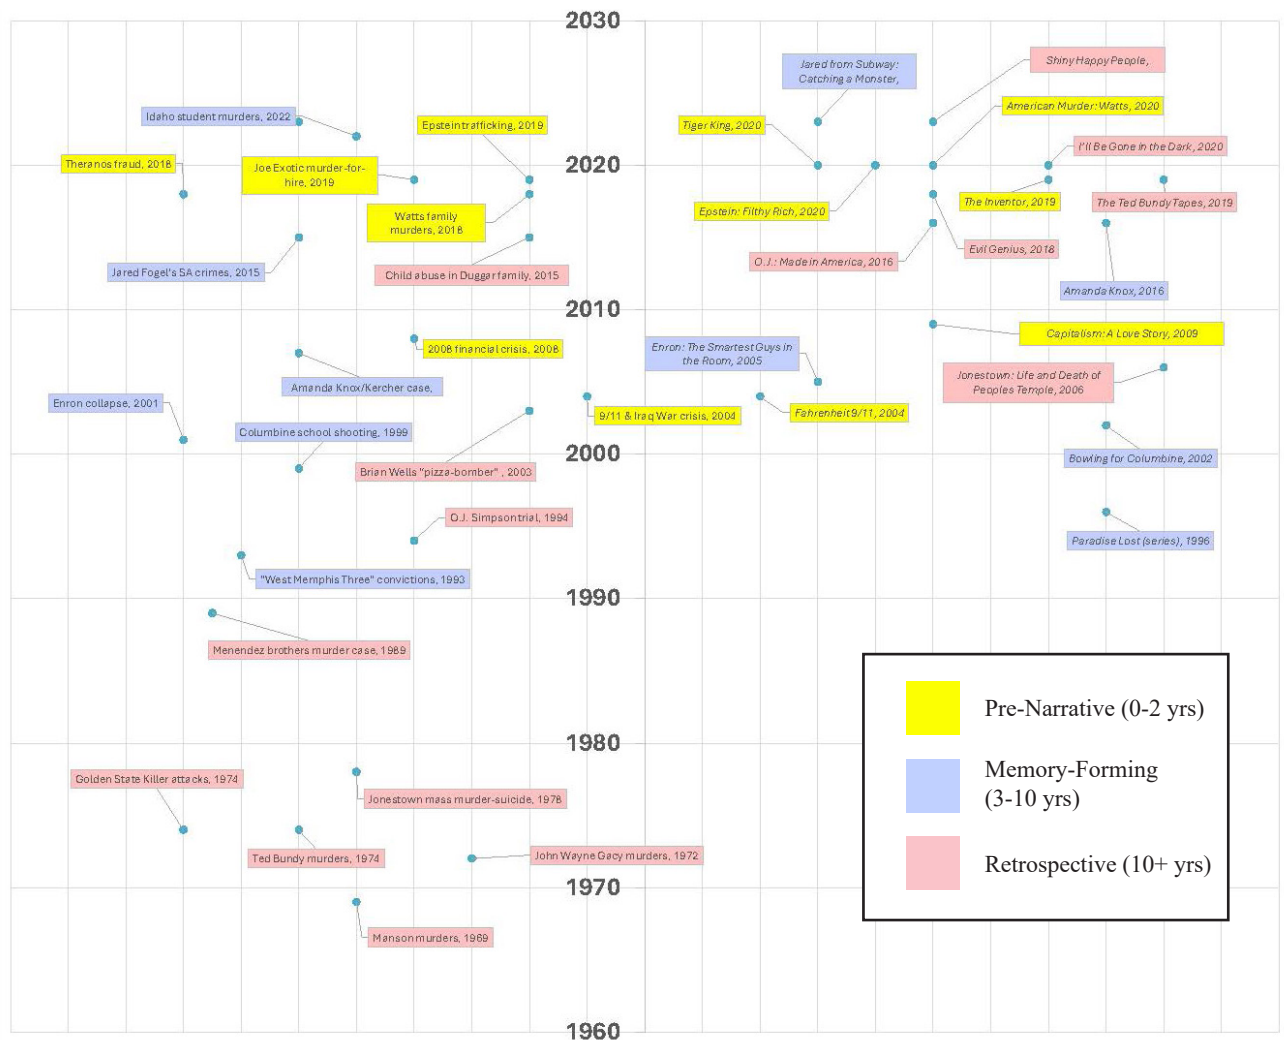 2030
Jared from Subway:
Catching a Monster,
Shiny Happy People,
Idaho student murders, 2022
Epstein trafficking, 2019
Tiger King, 2020
American Murder: Watts, 2020
I'll Be Gone in the Dark, 2020
Theranos fraud, 2018
Joe Exotic murder-for-
hire, 2019
2020
Watts family
murders, 2018
Epstein: Filthy Rich, 2020
The Inventor, 2019
The Ted Bundy Tapes, 2019
Jared Fogel's SA crimes, 2015
Child abuse in Duggar family, 2015
O.J.: Made in America, 2016
Evil Genius, 2018
Amanda Knox, 2016
2010
2008 financial crisis, 2008
Capitalism: A Love Story, 2009
Enron: The Smartest Guys in
the Room, 2005
Amanda Knox/Kercher case,
Jonestown: Life and Death of
Peoples Temple, 2006
Enron collapse, 2001
9/11 & Iraq War crisis, 2004
Fahrenheit 9/11, 2004
Columbine school shooting, 1999
2000
Brian Wells "pizza-bomber" , 2003
Bowling for Columbine, 2002
O.J. Simpson trial, 1994
Paradise Lost (series), 1996
"West Memphis Three" convictions, 1993
1990
Menendez brothers murder case, 1989
Pre-Narrative (0-2 yrs)
1980
Memory-Forming
(3-10 yrs)
Golden State Killer attacks, 1974
Jonestown mass murder-suicide, 1978
Ted Bundy murders, 1974
John Wayne Gacy murders, 1972
Retrospective (10+ yrs)
1970
Manson murders, 1969
1960